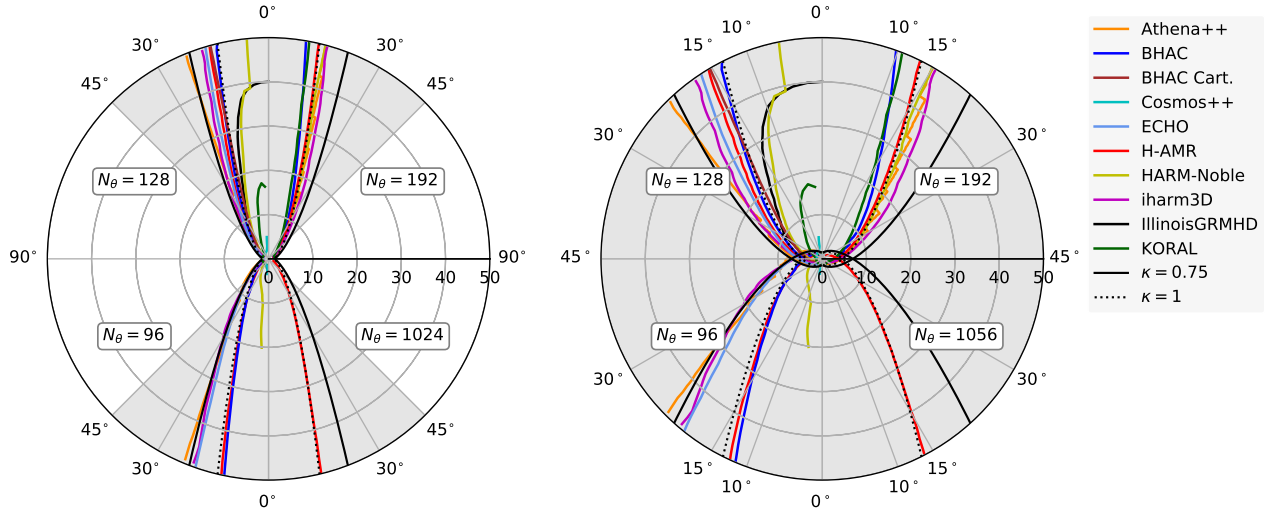 0°
30°
30°
45°
45°
90°
90°
N_θ = 128
N_θ = 192
N_θ = 96
N_θ = 1024
0
10
20
30
40
50
45°
45°
30°
30°
0°
0°
10°
10°
15°
15°
30°
30°
45°
45°
N_θ = 128
N_θ = 192
N_θ = 96
N_θ = 1056
0
10
20
30
40
50
30°
30°
15°
15°
10°
10°
0°
Athena++
BHAC
BHAC Cart.
Cosmos++
ECHO
H-AMR
HARM-Noble
iharm3D
IllinoisGRMHD
KORAL
κ = 0.75
κ = 1